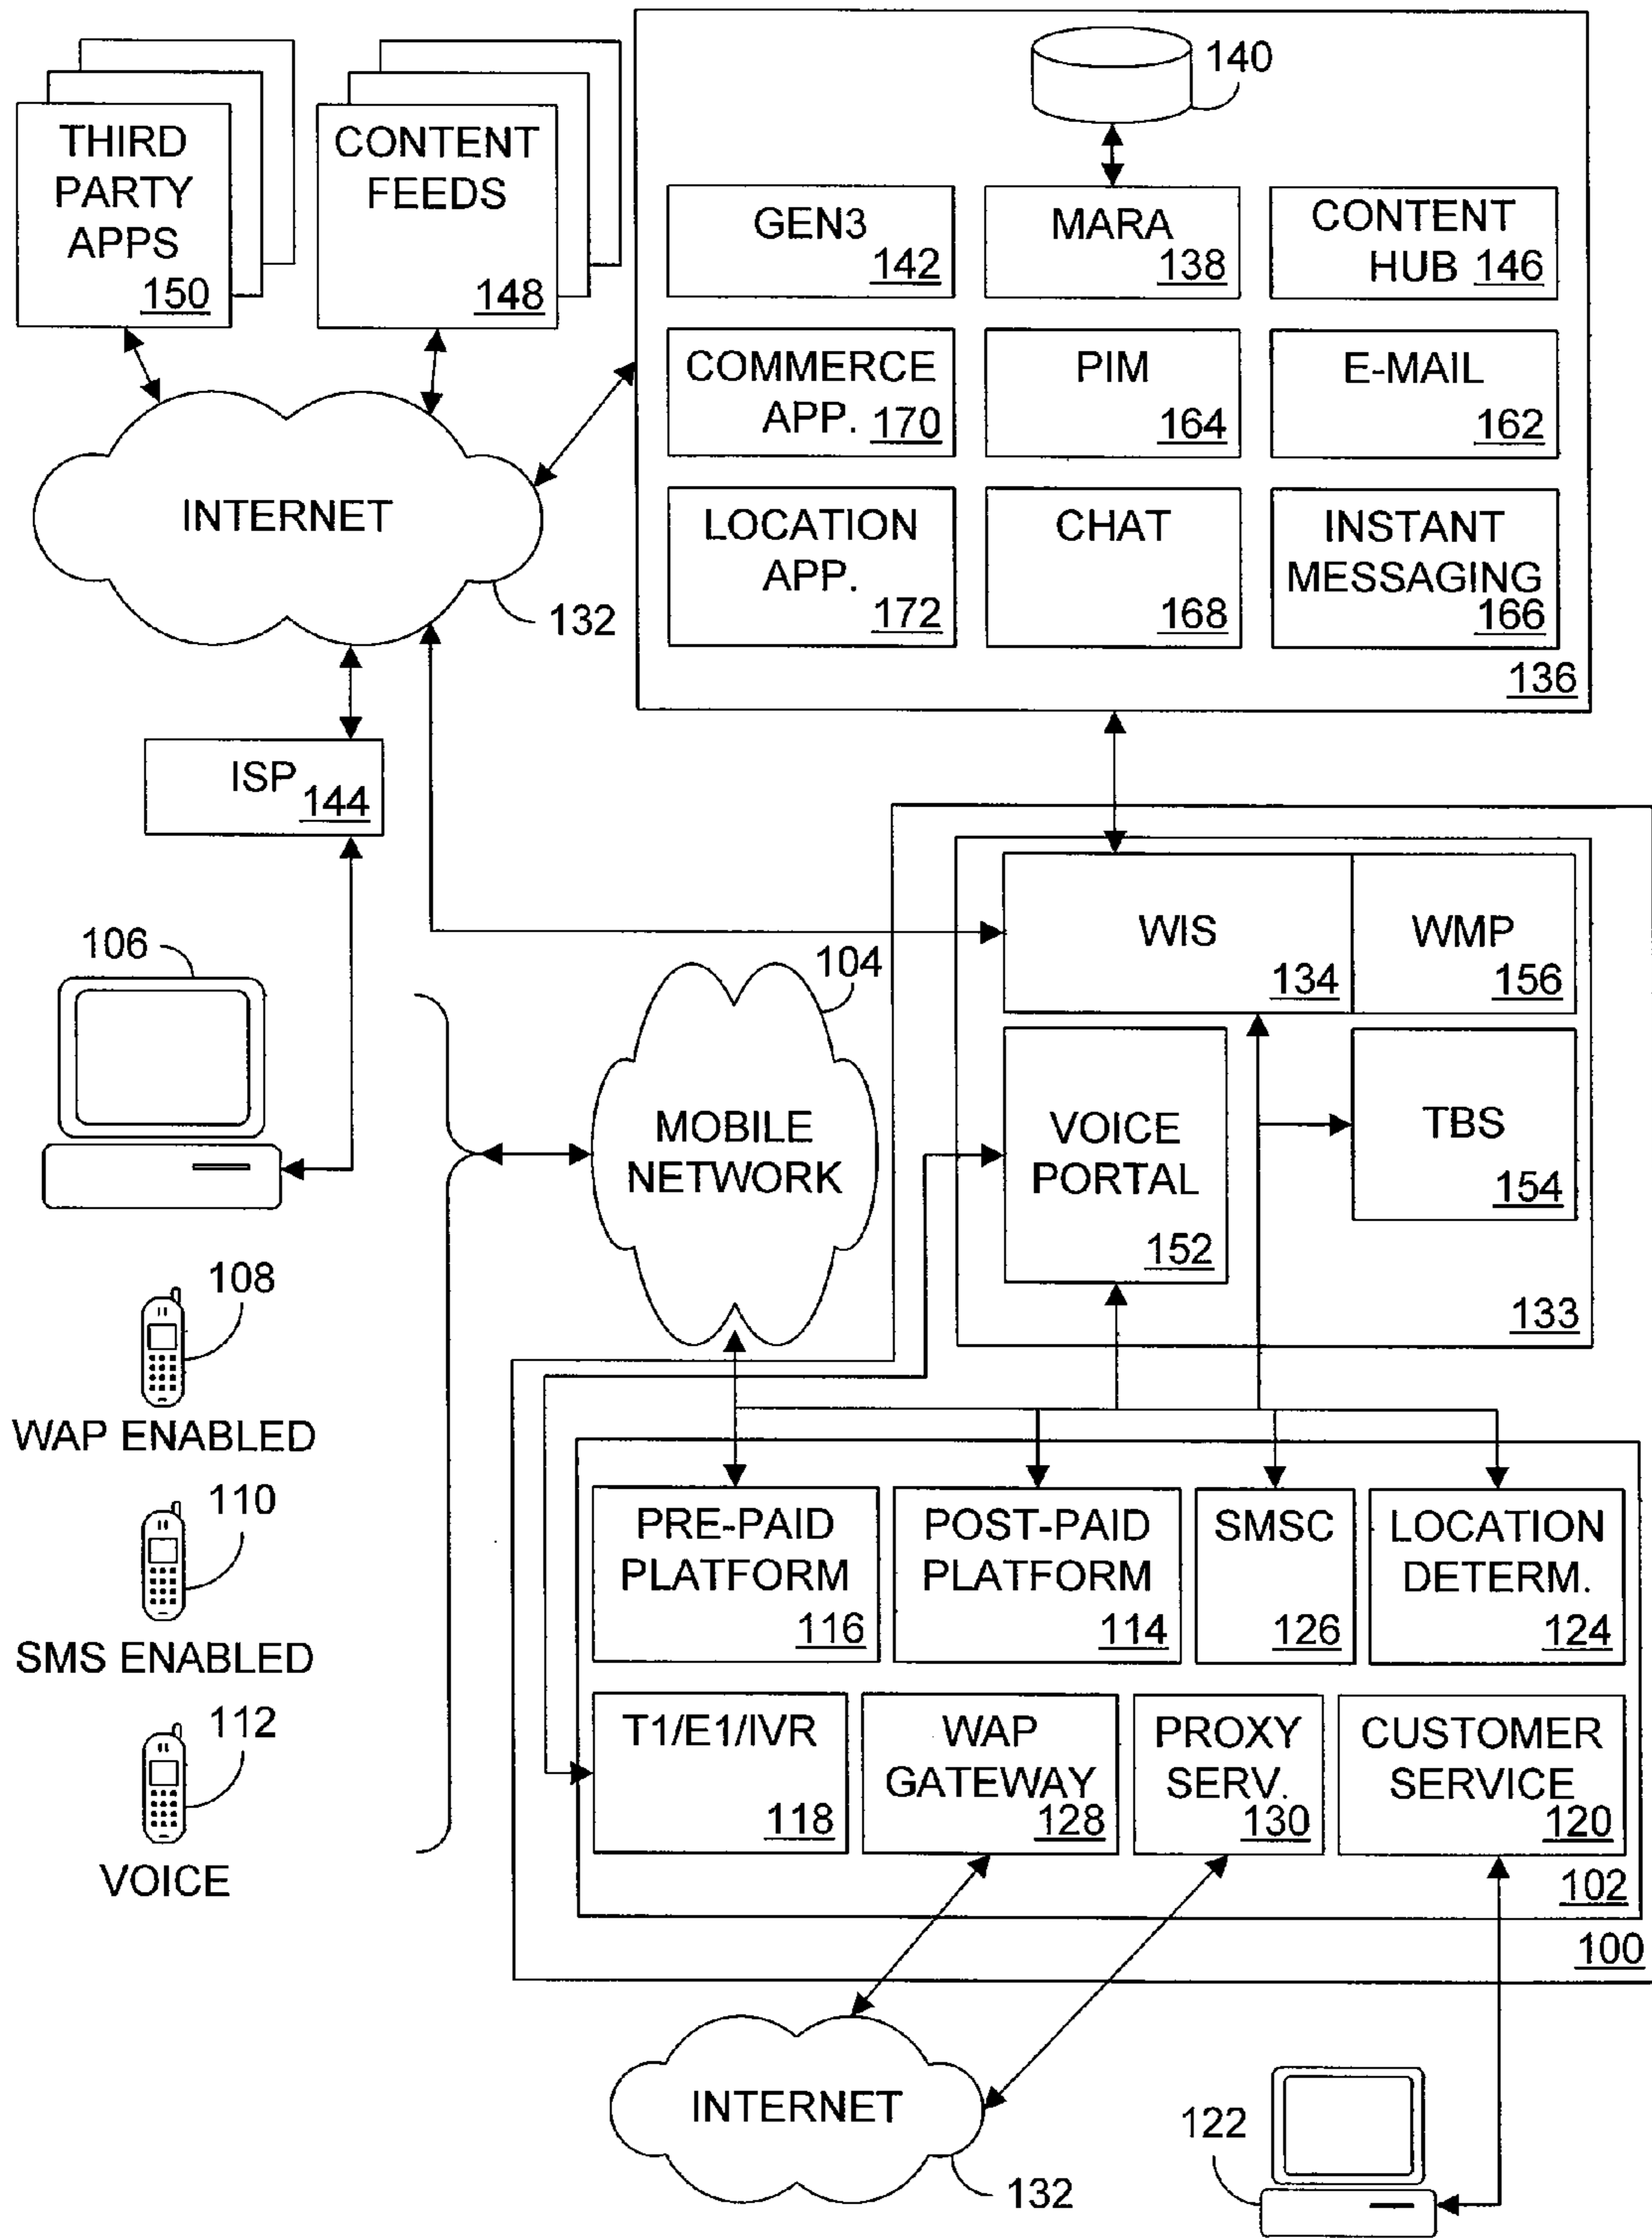 THIRD
PARTY
APPS
150
CONTENT
FEEDS
148
140
GEN3
142
MARA
138
CONTENT
HUB 146
COMMERCE
APP. 170
PIM
164
E-MAIL
162
LOCATION
APP.
172
CHAT
168
INSTANT
MESSAGING
166
136
INTERNET
132
ISP
144
106
104
MOBILE
NETWORK
WIS
134
WMP
156
VOICE
PORTAL
152
TBS
154
133
108
WAP ENABLED
110
SMS ENABLED
112
VOICE
PRE-PAID
PLATFORM
116
POST-PAID
PLATFORM
114
SMSC
126
LOCATION
DETERM.
124
T1/E1/IVR
118
WAP
GATEWAY
128
PROXY
SERV.
130
CUSTOMER
SERVICE
120
102
100
INTERNET
132
122